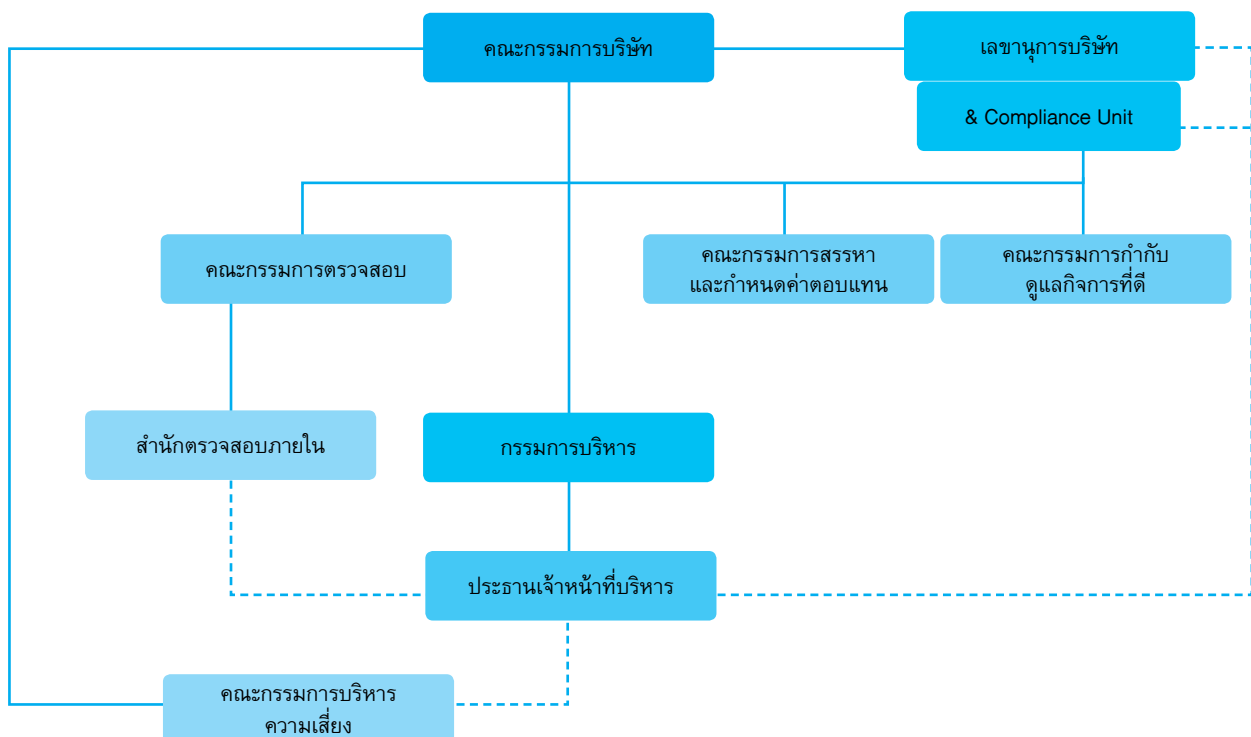 คณะกรรมการบริษัท
เลขานุการบริษัท
& Compliance Unit
คณะกรรมการตรวจสอบ
คณะกรรมการสรรหา
และกำหนดค่าตอบแทน
คณะกรรมการกำกับ
ดูแลกิจการที่ดี
สำนักตรวจสอบภายใน
กรรมการบริหาร
ประธานเจ้าหน้าที่บริหาร
คณะกรรมการบริหาร
ความเสี่ยง